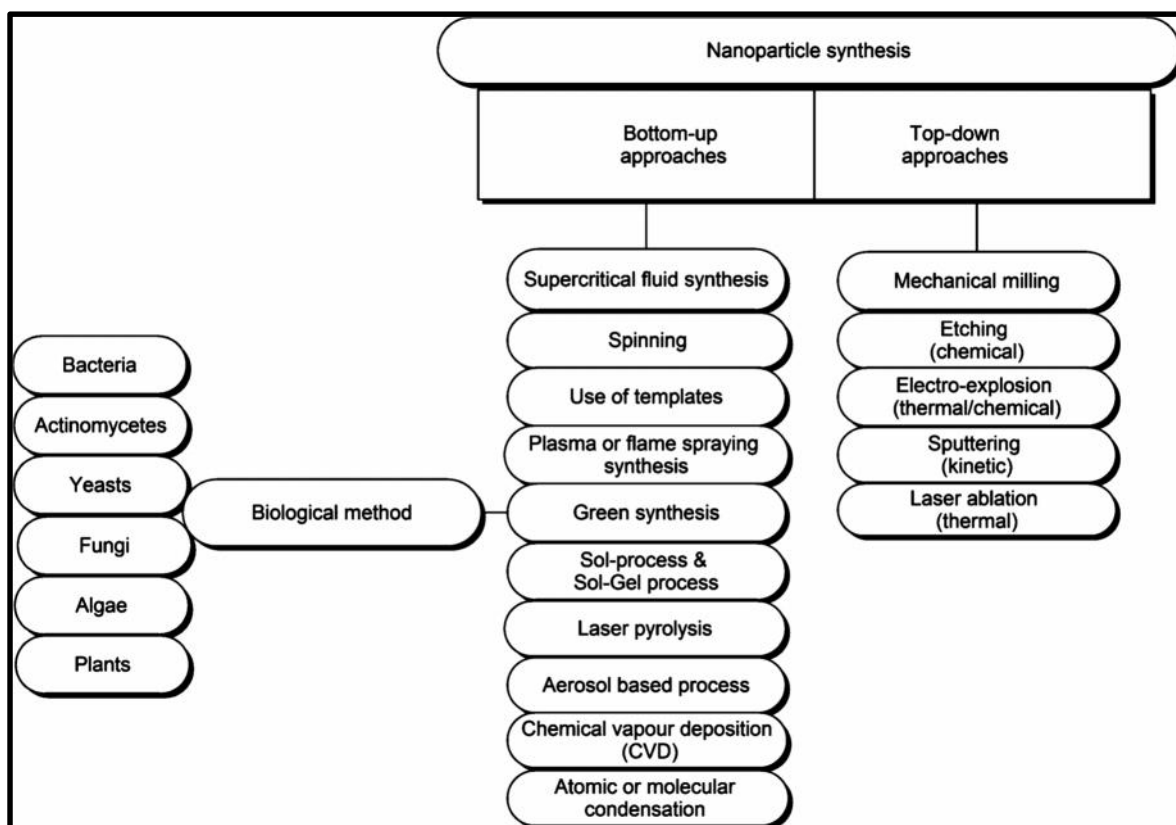 Nanoparticle synthesis
Bottom-up
approaches
Top-down
approaches
Supercritical fluid synthesis
Spinning
Use of templates
Plasma or flame spraying
synthesis
Green synthesis
Sol-process &
Sol-Gel process
Laser pyrolysis
Aerosol based process
Chemical vapour deposition
(CVD)
Atomic or molecular
condensation
Mechanical milling
Etching
(chemical)
Electro-explosion
(thermal/chemical)
Sputtering
(kinetic)
Laser ablation
(thermal)
Biological method
Bacteria
Actinomycetes
Yeasts
Fungi
Algae
Plants